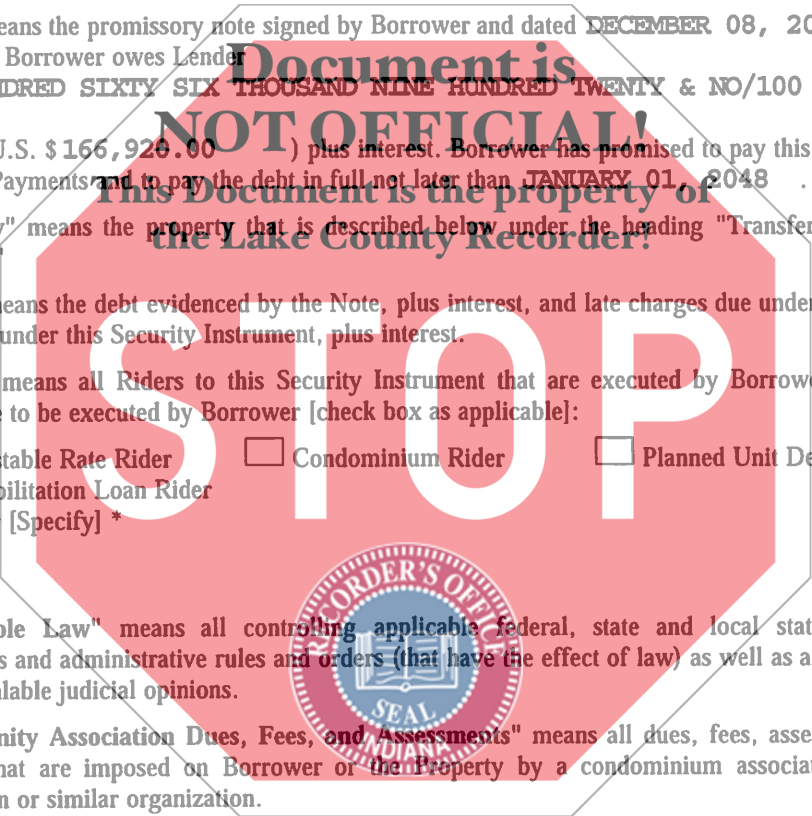 eans the promissory note signed by Borrower and dated DECEMBER 08, 20
Borrower owes Lender
Document is
DRED SIXTY SIX THOUSAND NINE HUNDRED TWENTY & NO/100
NOT OFFICIAL!
U.S. $166,920.00 ) plus interest. Borrower has promised to pay this
Payments and to pay the debt in full not later than JANUARY 01, 2048 .
This Document is the property of
y" means the property that is described below under the heading "Transfer
the Lake County Recorder!
"
means the debt evidenced by the Note, plus interest, and late charges due under
under this Security Instrument, plus interest.
STOP
means all Riders to this Security Instrument that are executed by Borrowe
e to be executed by Borrower [check box as applicable]:
stable Rate Rider Condominium Rider Planned Unit De
bilitation Loan Rider
[Specify] *
RECORDER'S OFFICE
ble Law" means all controlling applicable federal, state and local stat
s and administrative rules and orders (that have the effect of law) as well as a
alable judicial opinions.
SEAL
INDIANA
nity Association Dues, Fees, and Assessments" means all dues, fees, asse
hat are imposed on Borrower or the Property by a condominium associat
n or similar organization.